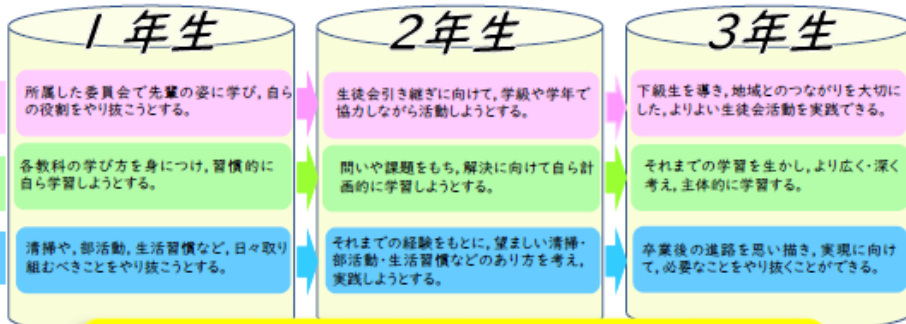 1年生
所属した委員会で先輩の姿に学び,自ら
の役割をやり抜こうとする。
各教科の学び方を身につけ,習慣的に
自ら学習しようとする。
清掃や,部活動,生活習慣など,日々取り
組むべきことをやり抜こうとする。
2年生
生徒会引き継ぎに向けて,学級や学年で
協力しながら活動しようとする。
問いや課題をもち,解決に向けて自ら計
画的に学習しようとする。
それまでの経験をもとに,望ましい清掃・
部活動・生活習慣などのあり方を考え,
実践しようとする。
3年生
下級生を導き,地域とのつながりを大切に
した,よりよい生徒会活動を実践できる。
それまでの学習を生かし,より広く・深く
考え,主体的に学習する。
卒業後の進路を思い描き,実現に向け
て,必要なことをやり抜くことができる。